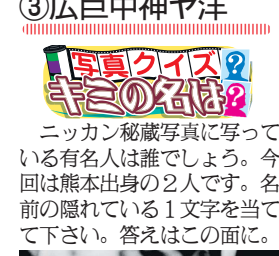 ③広巨中神ヤ洋
写真クイズ?
キミの名は?
ニッカン秘蔵写真に写って
いる有名人は誰でしょう。今
回は熊本出身の2人です。名
前の隠れている1文字を当て
て下さい。答えはこの面に。